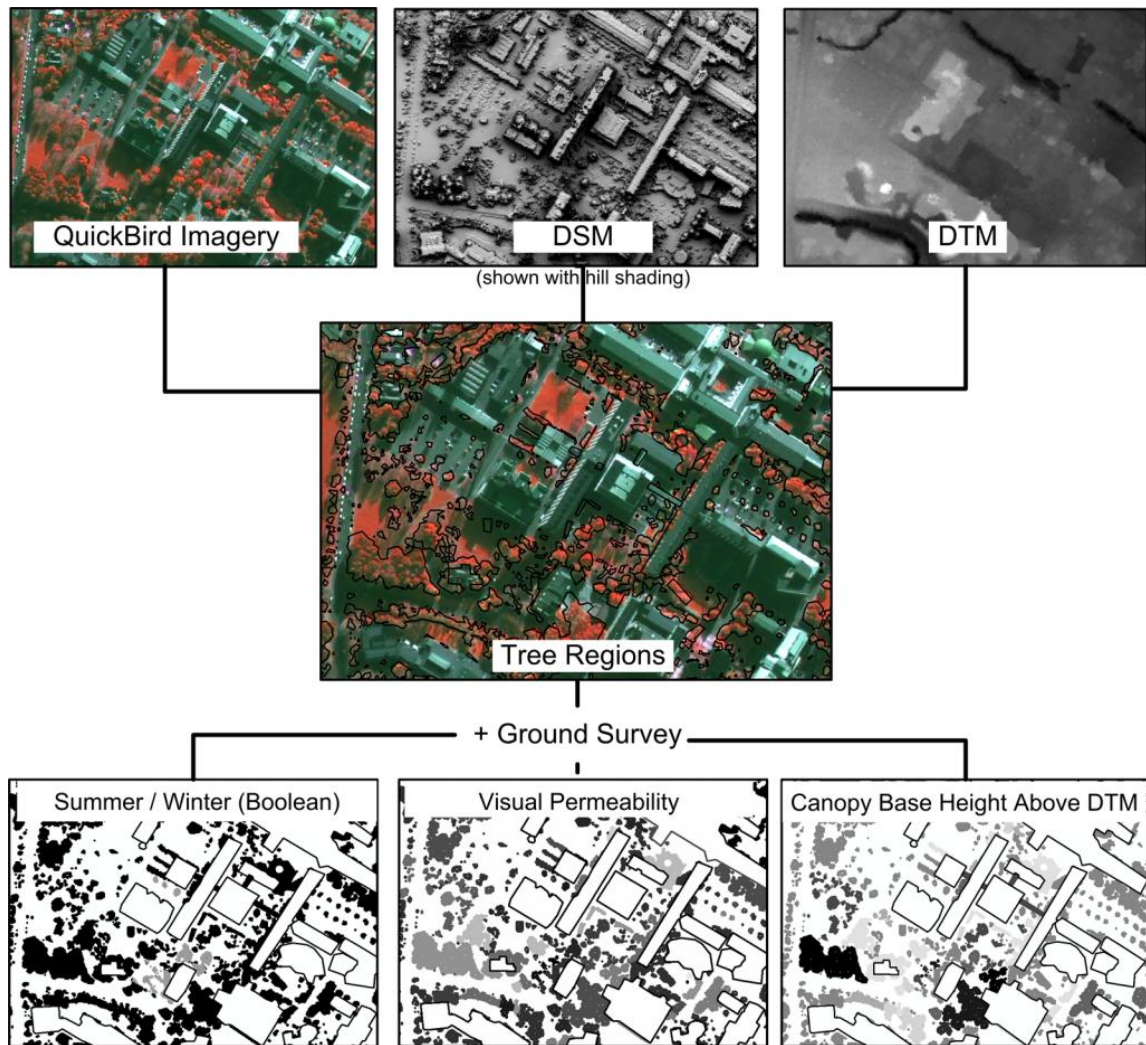 QuickBird Imagery
DSM
DTM
(shown with hill shading)
Tree Regions
+ Ground Survey
Summer / Winter (Boolean)
Visual Permeability
Canopy Base Height Above DTM